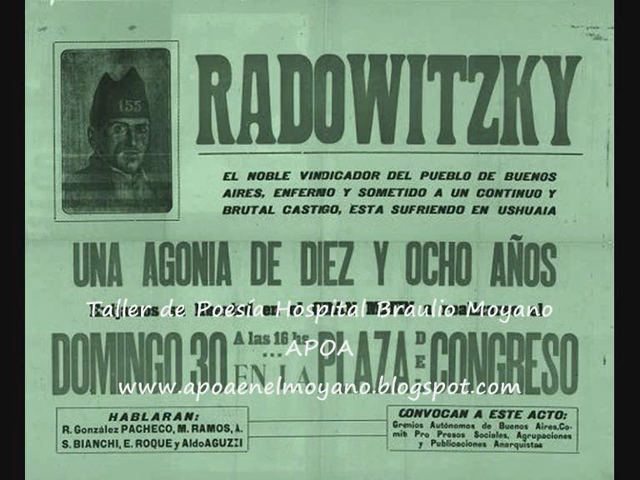 155
RADOWITZKY
EL NOBLE VINDICADOR DEL PUEBLO DE BUENOS
AIRES, ENFERMO Y SOMETIDO A UN CONTINUO Y
BRUTAL CASTIGO, ESTA SUFRIENDO EN USHUAIA
UNA AGONIA DE DIEZ Y OCHO AÑOS
Taller de Poesía Hospital Braulio Moyano
DOMINGO 30 A las 16 hs. EN LA PLAZA DEL CONGRESO
APOA
www.apoaenelmoyano.blogspot.com
HABLARAN:
R. González PACHECO, M. RAMOS, A.
S. BIANCHI, E. ROQUE y Aldo AGUZZI
CONVOCAN A ESTE ACTO:
Gremios Autónomos de Buenos Aires, Co-
mité Pro Presos Sociales, Agrupaciones
y Publicaciones Anarquistas